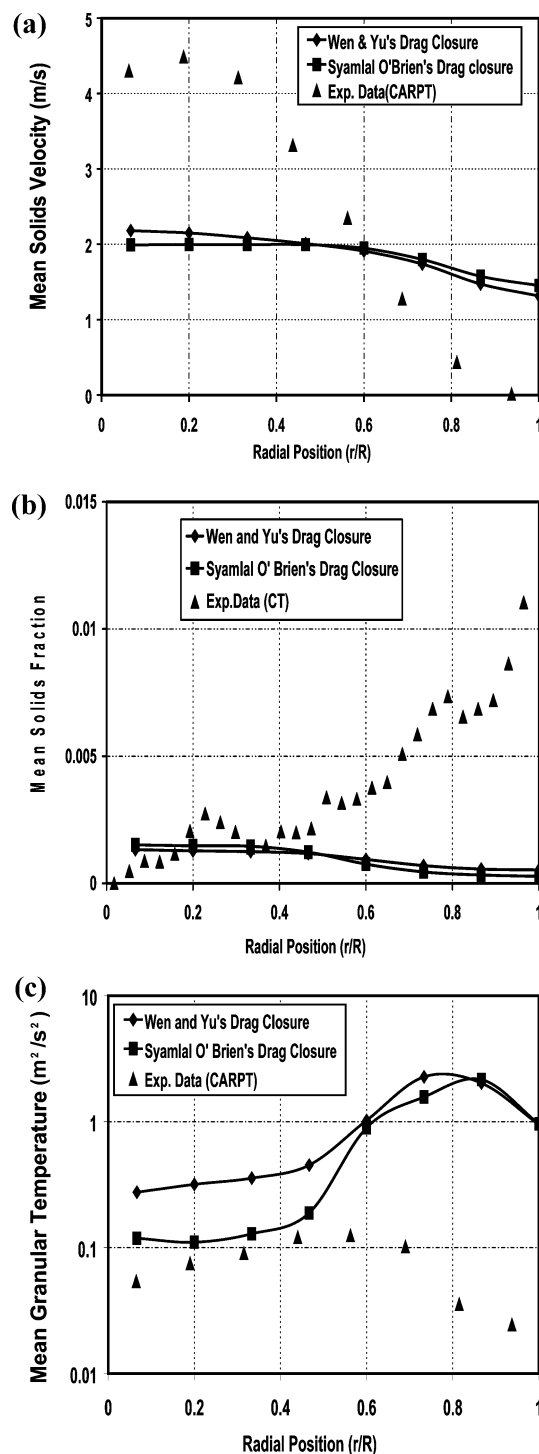 (a)
5
4
3
2
1
0
Mean Solids Velocity (m/s)
Wen & Yu's Drag Closure
Syamlal O'Brien's Drag closure
Exp. Data(CARPT)
0 0.2 0.4 0.6 0.8 1
Radial Position (r/R)
(b)
0.015
0.01
0.005
0
Mean Solids Fraction
Wen and Yu's Drag Closure
Syamlal O' Brien's Drag Closure
Exp.Data (CT)
0 0.2 0.4 0.6 0.8 1
Radial Position (r/R)
(c)
10
1
0.1
0.01
Mean Granular Temperature (m²/s²)
Wen and Yu's Drag Closure
Syamlal O' Brien's Drag Closure
Exp. Data (CARPT)
0 0.2 0.4 0.6 0.8 1
Radial Position (r/R)